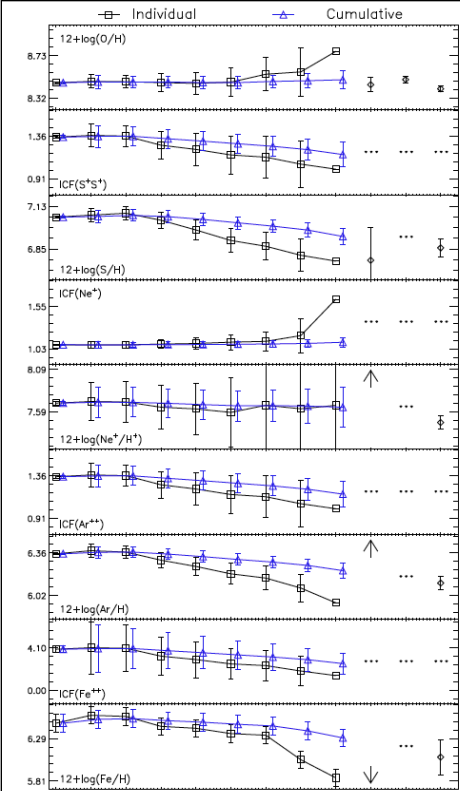 Individual Cumulative
12+log(O/H)
8.73
8.32
1.36
0.91
ICF(S⁺S⁺)
7.13
6.85
12+log(S/H)
ICF(Ne⁺)
1.55
1.03
8.09
7.59
12+log(Ne⁺/H⁺)
1.36
0.91
ICF(Ar⁺⁺)
6.36
6.02
12+log(Ar/H)
4.10
0.00
ICF(Fe⁺⁺)
6.29
5.81
12+log(Fe/H)